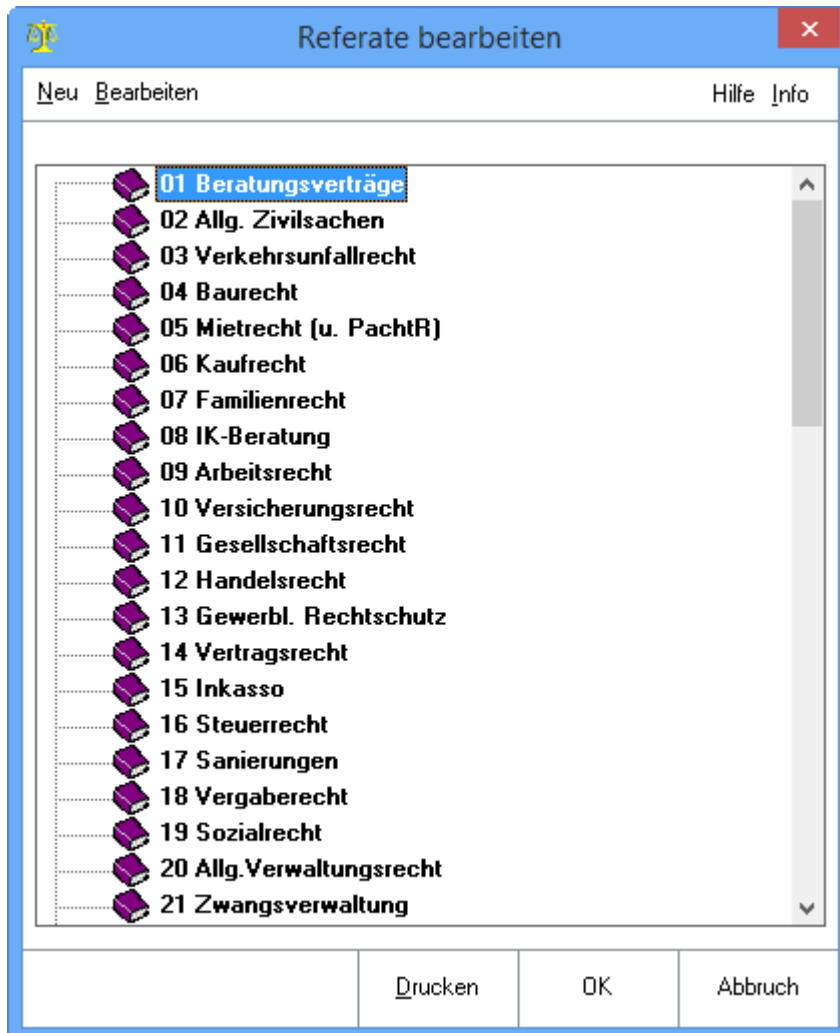 Referate bearbeiten
Neu Bearbeiten Hilfe Info
01 Beratungsverträge
02 Allg. Zivilsachen
03 Verkehrsunfallrecht
04 Baurecht
05 Mietrecht (u. PachtR)
06 Kaufrecht
07 Familienrecht
08 IK-Beratung
09 Arbeitsrecht
10 Versicherungsrecht
11 Gesellschaftsrecht
12 Handelsrecht
13 Gewerbl. Rechtschutz
14 Vertragsrecht
15 Inkasso
16 Steuerrecht
17 Sanierungen
18 Vergaberecht
19 Sozialrecht
20 Allg.Verwaltungsrecht
21 Zwangsverwaltung
Drucken OK Abbruch